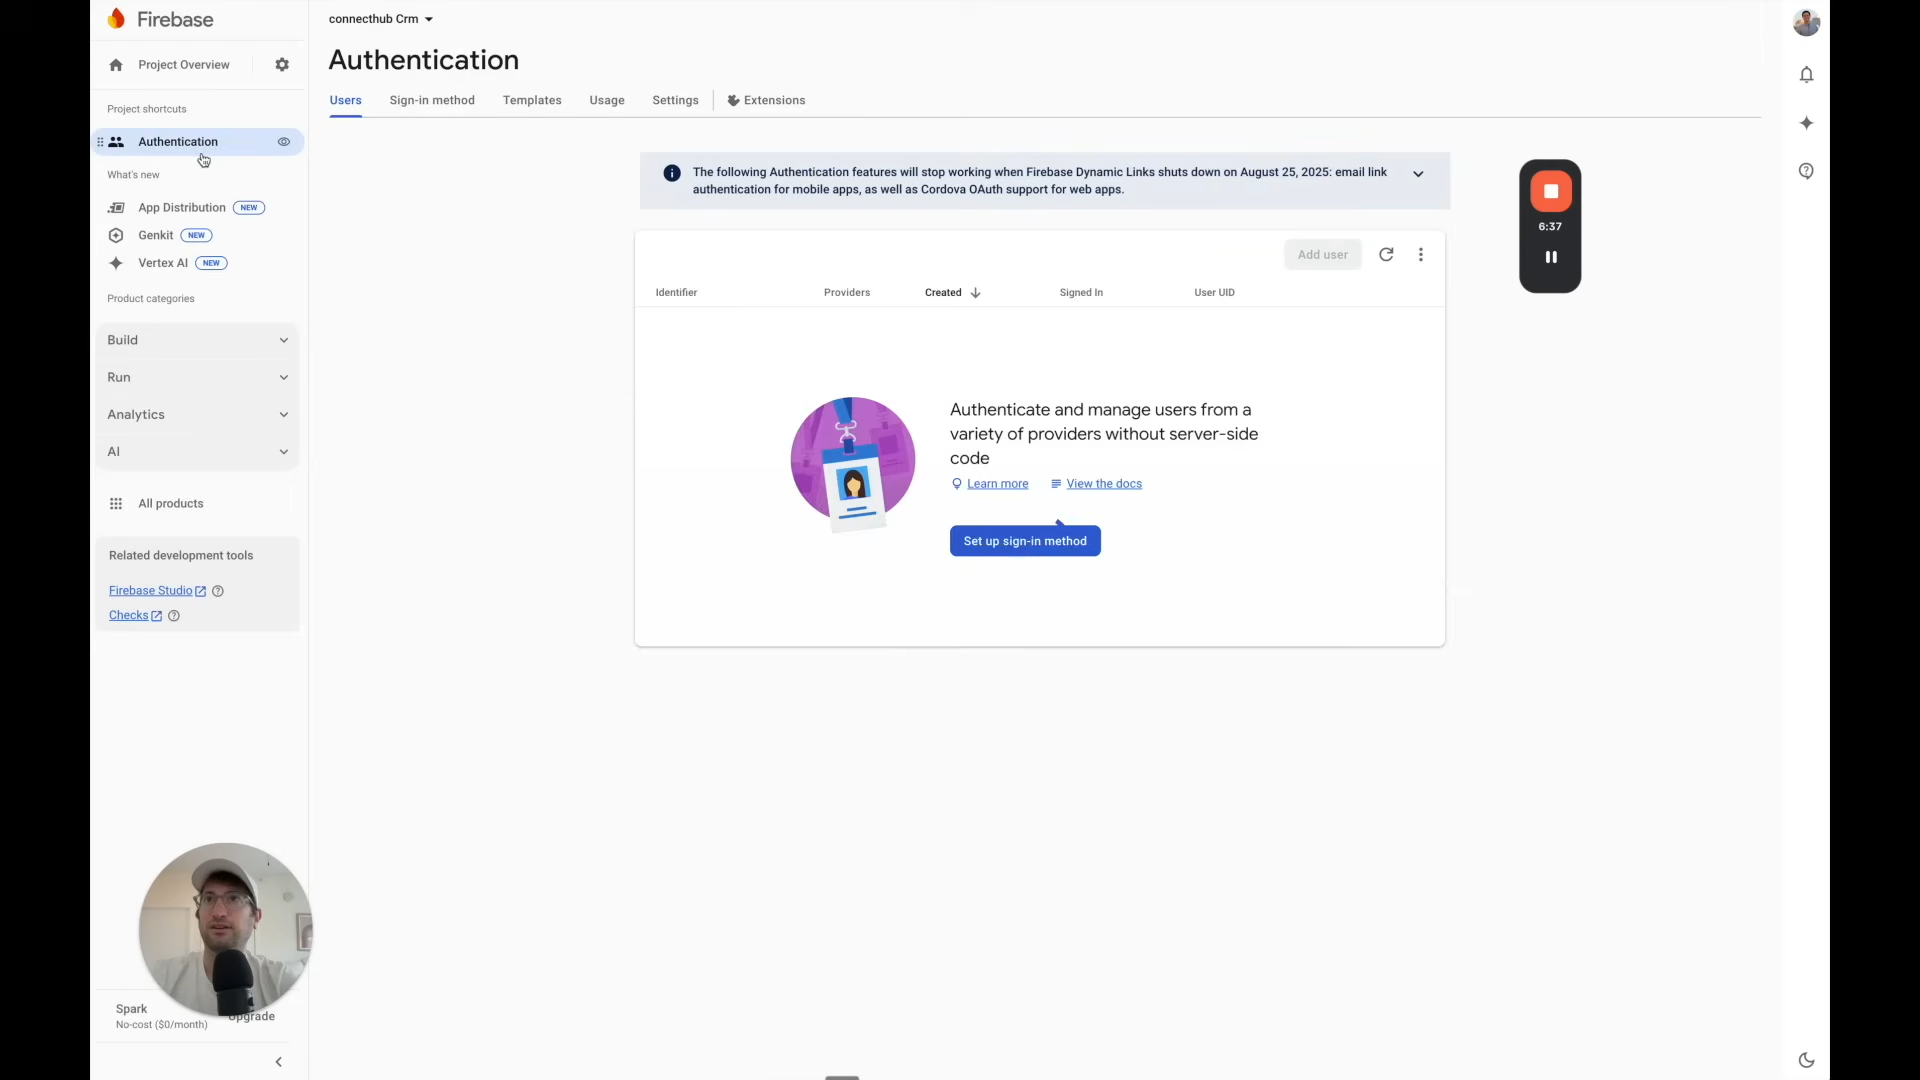 Firebase
Project Overview
Project shortcuts
Authentication
What's new
App Distribution NEW
Genkit NEW
Vertex AI NEW
Product categories
Build
Run
Analytics
AI
All products
Related development tools
Firebase Studio
Checks
Spark
No-cost ($0/month)
Upgrade
connecthub Crm
Authentication
Users Sign-in method Templates Usage Settings Extensions
The following Authentication features will stop working when Firebase Dynamic Links shuts down on August 25, 2025: email link
authentication for mobile apps, as well as Cordova OAuth support for web apps.
Add user
Identifier Providers Created Signed In User UID
Authenticate and manage users from a
variety of providers without server-side
code
Learn more View the docs
Set up sign-in method
6:37